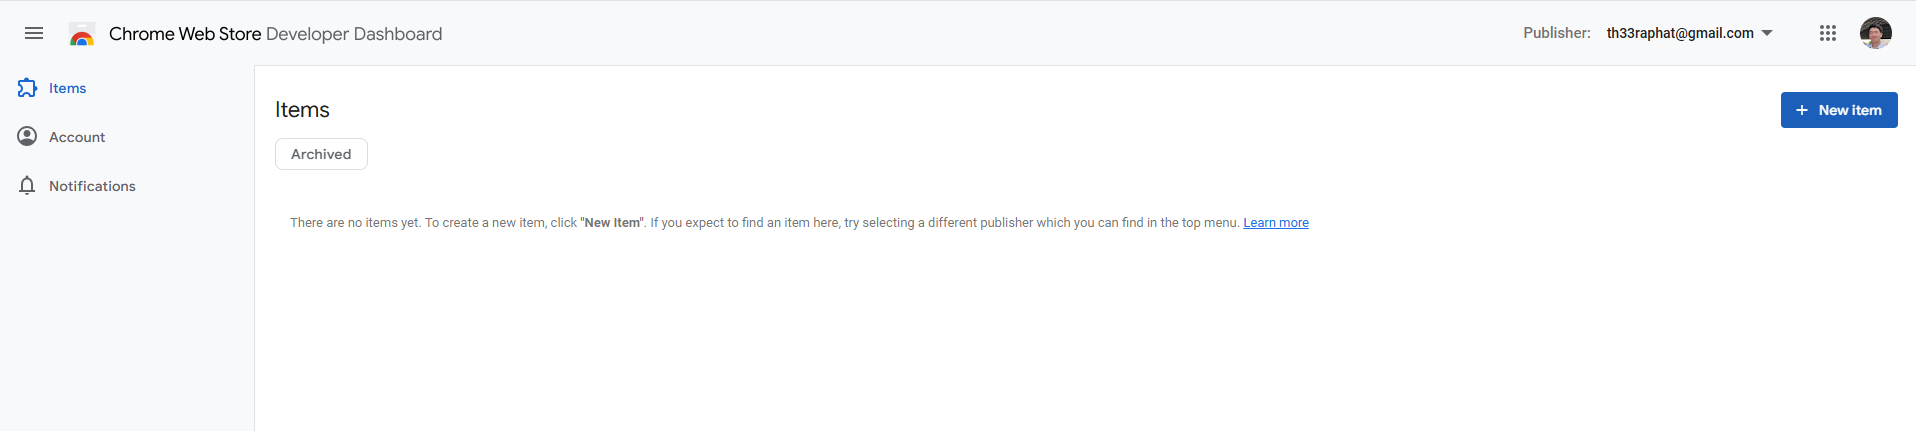 Chrome Web Store Developer Dashboard
Publisher: th33raphat@gmail.com
Items
Account
Notifications
Items
+ New item
Archived
There are no items yet. To create a new item, click "New Item". If you expect to find an item here, try selecting a different publisher which you can find in the top menu. Learn more